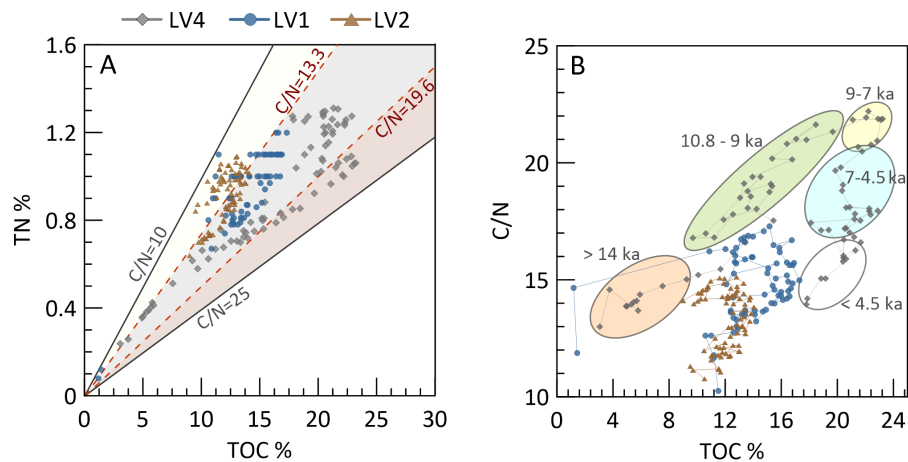 LV4 LV1 LV2
A
TN %
1.6
1.2
0.8
0.4
0
C/N=10
C/N=13.3
C/N=19.6
C/N=25
0 5 10 15 20 25 30
TOC %
B
C/N
25
20
15
10
9-7 ka
10.8 - 9 ka
7-4.5 ka
> 14 ka
< 4.5 ka
0 4 8 12 16 20 24
TOC %